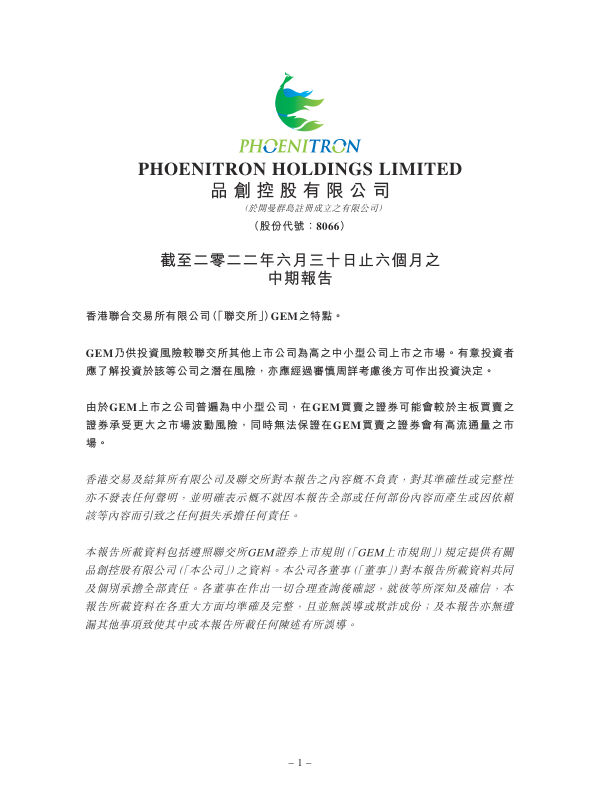 PHOENITRON
PHOENITRON HOLDINGS LIMITED
品創控股有限公司
（於開曼群島註冊成立之有限公司）
（股份代號：8066）
截至二零二二年六月三十日止六個月之
中期報告
香港聯合交易所有限公司（「聯交所」）GEM之特點。
GEM乃供投資風險較聯交所其他上市公司為高之中小型公司上市之市場。有意投資者
應了解投資於該等公司之潛在風險，亦應經過審慎周詳考慮後方可作出投資決定。
由於GEM上市之公司普遍為中小型公司，在GEM買賣之證券可能會較於主板買賣之
證券承受更大之市場波動風險，同時無法保證在GEM買賣之證券會有高流通量之市
場。
香港交易及結算所有限公司及聯交所對本報告之內容概不負責，對其準確性或完整性
亦不發表任何聲明，並明確表示概不就因本報告全部或任何部份內容而產生或因依賴
該等內容而引致之任何損失承擔任何責任。
本報告所載資料包括遵照聯交所GEM證券上市規則（「GEM上市規則」）規定提供有關
品創控股有限公司（「本公司」）之資料。本公司各董事（「董事」）對本報告所載資料共同
及個別承擔全部責任。各董事在作出一切合理查詢後確認，就彼等所深知及確信，本
報告所載資料在各重大方面均準確及完整，且並無誤導或欺詐成份；及本報告亦無遺
漏其他事項致使其中或本報告所載任何陳述有所誤導。
– 1 –